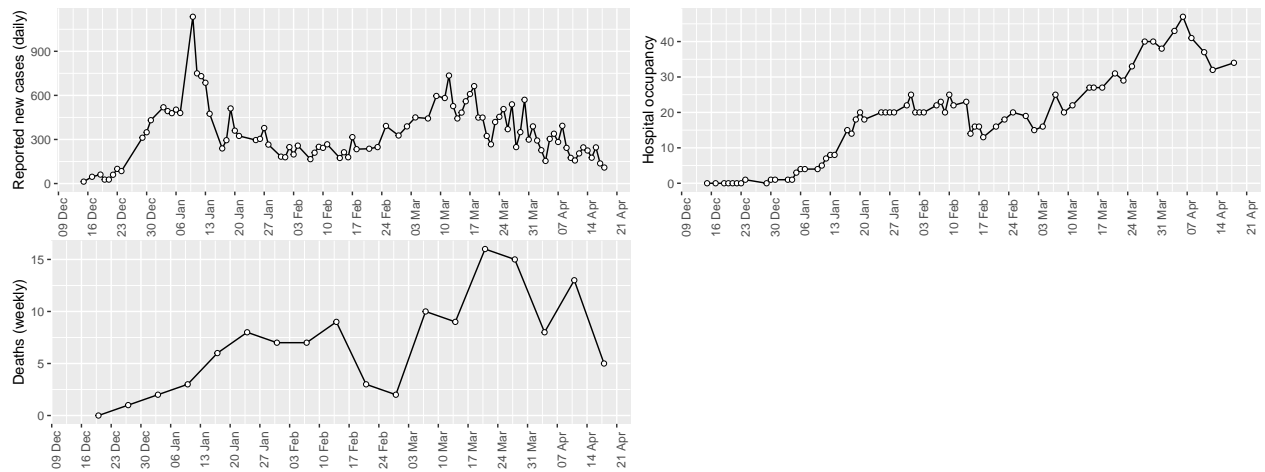 Reported new cases (daily)
900
600
300
0
09 Dec
16 Dec
23 Dec
30 Dec
06 Jan
13 Jan
20 Jan
27 Jan
03 Feb
10 Feb
17 Feb
24 Feb
03 Mar
10 Mar
17 Mar
24 Mar
31 Mar
07 Apr
14 Apr
21 Apr
Hospital occupancy
40
30
20
10
0
09 Dec
16 Dec
23 Dec
30 Dec
06 Jan
13 Jan
20 Jan
27 Jan
03 Feb
10 Feb
17 Feb
24 Feb
03 Mar
10 Mar
17 Mar
24 Mar
31 Mar
07 Apr
14 Apr
21 Apr
Deaths (weekly)
15
10
5
0
09 Dec
16 Dec
23 Dec
30 Dec
06 Jan
13 Jan
20 Jan
27 Jan
03 Feb
10 Feb
17 Feb
24 Feb
03 Mar
10 Mar
17 Mar
24 Mar
31 Mar
07 Apr
14 Apr
21 Apr